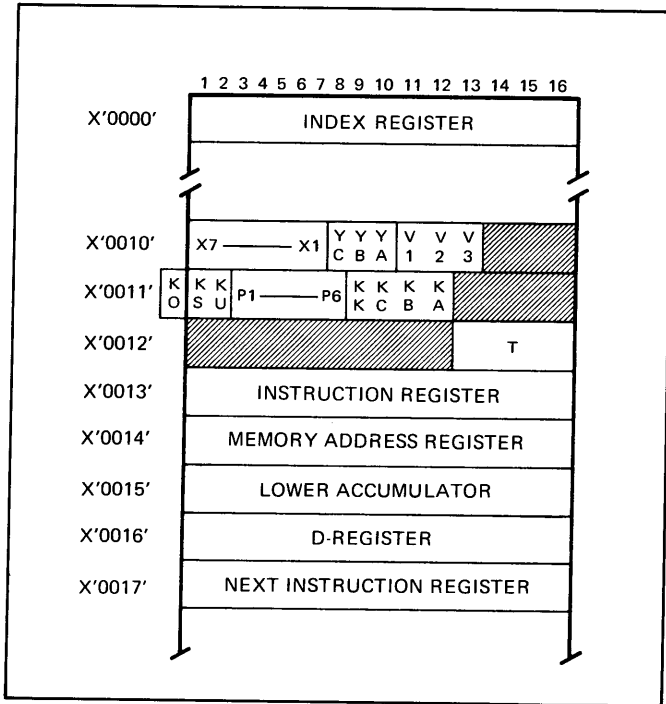 1 2 3 4 5 6 7 8 9 10 11 12 13 14 15 16
X'0000' INDEX REGISTER
X'0010' X7 —— X1 Y Y Y V V V
C B A 1 2 3
X'0011' K K K P1 —— P6 K K K K
O S U K C B A
X'0012' T
X'0013' INSTRUCTION REGISTER
X'0014' MEMORY ADDRESS REGISTER
X'0015' LOWER ACCUMULATOR
X'0016' D-REGISTER
X'0017' NEXT INSTRUCTION REGISTER